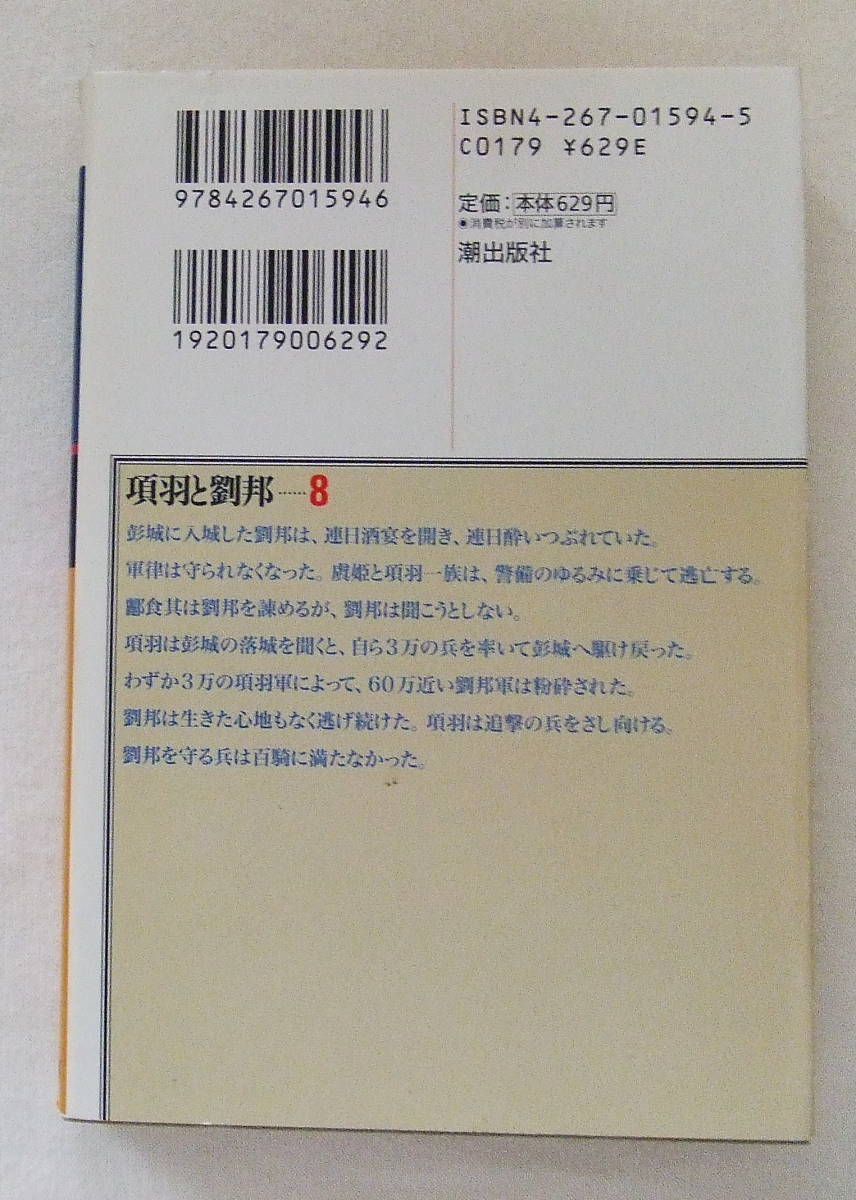 9784267015946
1920179006292
ISBN4-267-01594-5
C0179 ¥629E
定価：本体629円
●消費税が別に加算されます
潮出版社
項羽と劉邦……8
彭城に入城した劉邦は、連日酒宴を開き、連日酔いつぶれていた。
軍律は守られなくなった。虞姫と項羽一族は、警備のゆるみに乗じて逃亡する。
酈食其は劉邦を諫めるが、劉邦は聞こうとしない。
項羽は彭城の落城を聞くと、自ら3万の兵を率いて彭城へ駆け戻った。
わずか3万の項羽軍によって、60万近い劉邦軍は粉砕された。
劉邦は生きた心地もなく逃げ続けた。項羽は追撃の兵をさし向ける。
劉邦を守る兵は百騎に満たなかった。